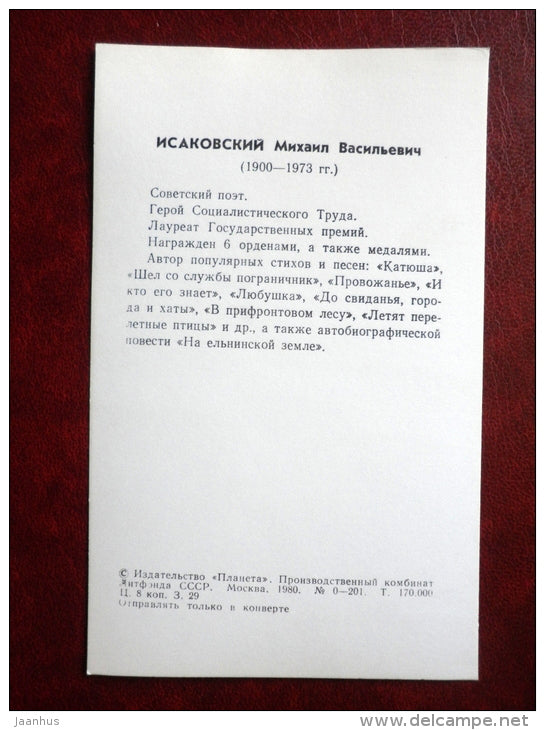 ИСАКОВСКИЙ Михаил Васильевич
(1900—1973 гг.)
Советский поэт.
Герой Социалистического Труда.
Лауреат Государственных премий.
Награжден 6 орденами, а также медалями.
Автор популярных стихов и песен: «Катюша»,
«Шел со службы пограничник», «Провожанье», «И
кто его знает», «Любушка», «До свиданья, горо-
да и хаты», «В прифронтовом лесу», «Летят пере-
летные птицы» и др., а также автобиографической
повести «На ельнинской земле».
© Издательство «Планета». Производственный комбинат
Литфонда СССР. Москва. 1980. № 0—201. Т. 170.000
Ц. 8 коп. З. 29
Отправлять только в конверте
jaanhus
www.delcampe.net